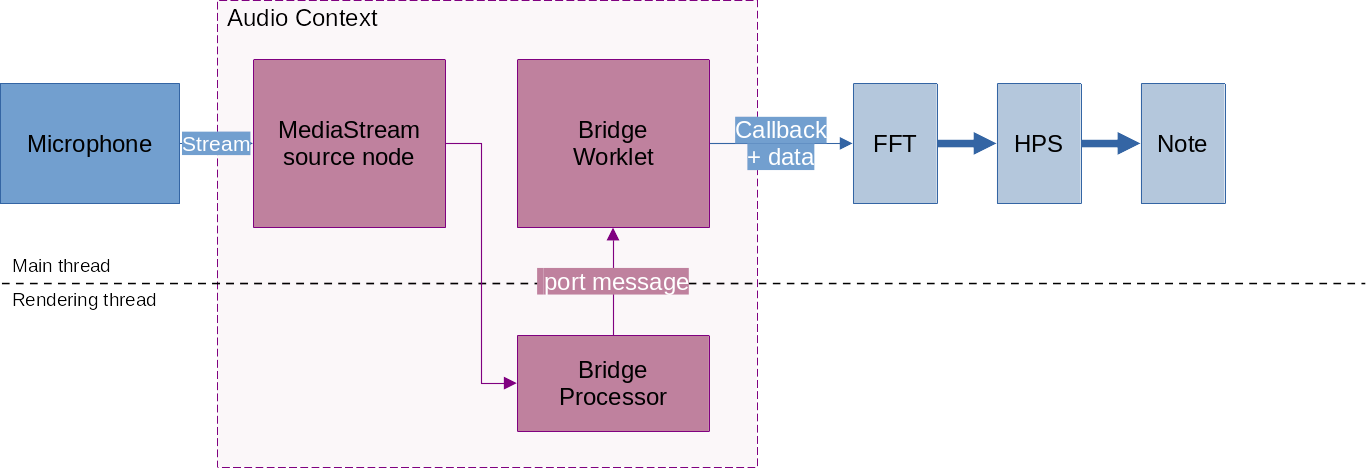 Audio Context
Microphone
Stream
MediaStream
source node
Bridge
Worklet
Callback
+ data
FFT
HPS
Note
Main thread
Rendering thread
port message
Bridge
Processor